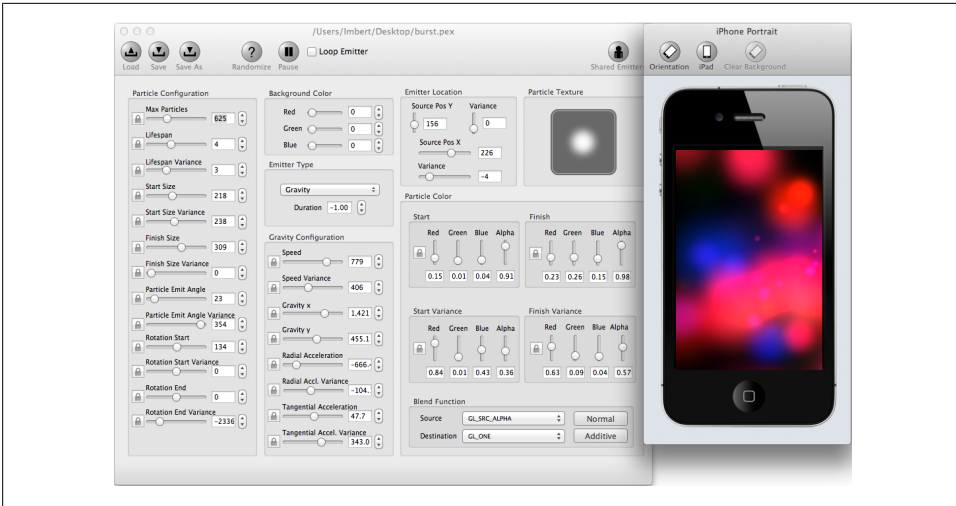 /Users/Imbert/Desktop/burst.pex
Load Save Save As Randomize Pause Loop Emitter Shared Emitter
iPhone Portrait
Orientation iPad Clear Background
Particle Configuration
Max Particles
625
Lifespan
4
Lifespan Variance
3
Start Size
218
Start Size Variance
238
Finish Size
309
Finish Size Variance
0
Particle Emit Angle
23
Particle Emit Angle Variance
354
Rotation Start
134
Rotation Start Variance
0
Rotation End
0
Rotation End Variance
-2336
Background Color
Red 0
Green 0
Blue 0
Emitter Type
Gravity
Duration -1.00
Gravity Configuration
Speed
779
Speed Variance
406
Gravity x
1,421
Gravity y
455.1
Radial Acceleration
-666.
Radial Accl. Variance
-104.
Tangential Acceleration
47.7
Tangential Accel. Variance
343.0
Emitter Location
Source Pos Y Variance
156 0
Source Pos X
226
Variance
-4
Particle Texture
Particle Color
Start
Red Green Blue Alpha
0.15 0.01 0.04 0.91
Finish
Red Green Blue Alpha
0.23 0.26 0.15 0.98
Start Variance
Red Green Blue Alpha
0.84 0.01 0.43 0.36
Finish Variance
Red Green Blue Alpha
0.63 0.09 0.04 0.57
Blend Function
Source GL_SRC_ALPHA Normal
Destination GL_ONE Additive